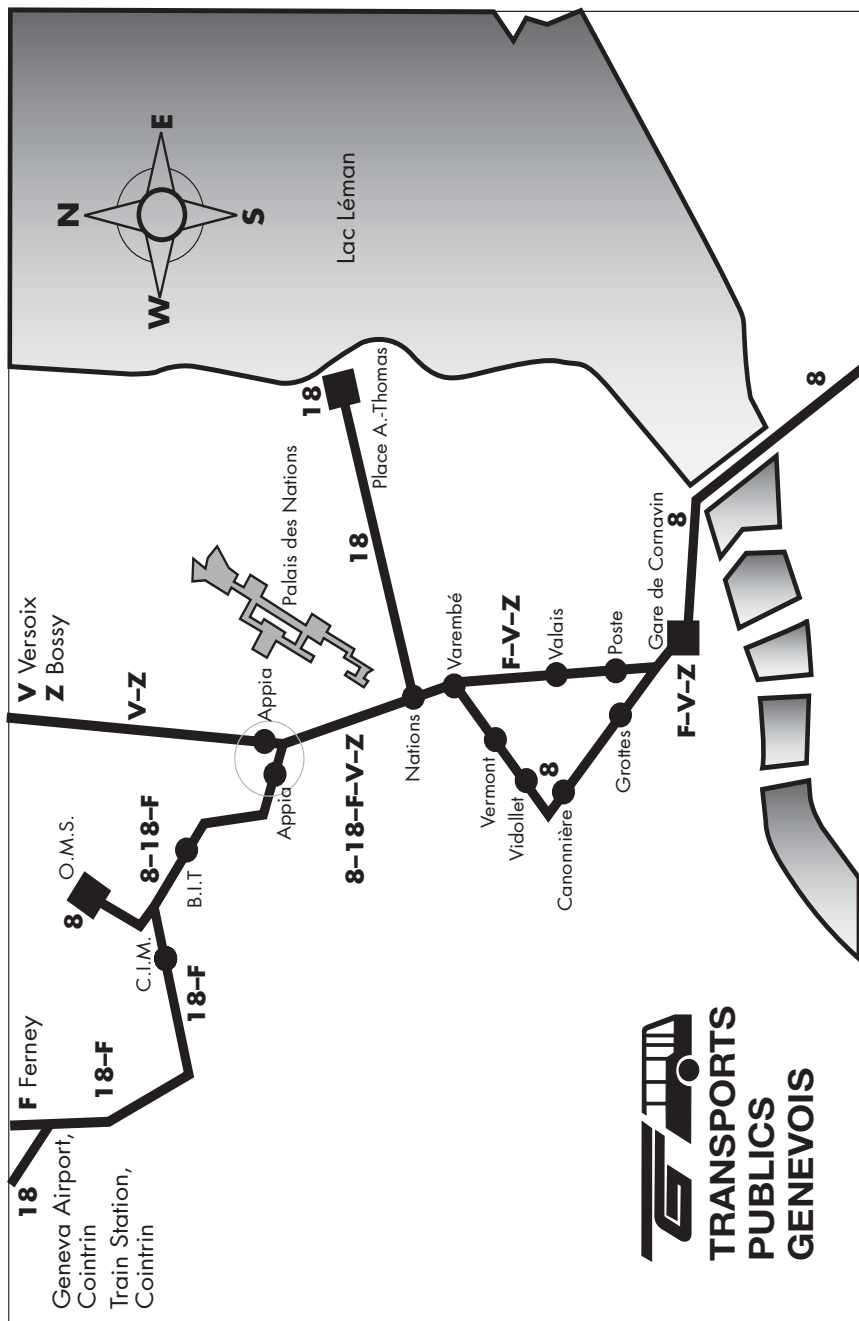 18
Geneva Airport,
Cointrin
Train Station,
Cointrin
F Ferney
18–F
18–F
C.I.M.
8
O.M.S.
8–18–F
B.I.T
Appia
Appia
V Versoix
Z Bossy
V–Z
8–18–F–V–Z
Palais des Nations
18
Place A.-Thomas
18
Nations
Varembé
Vermont
Vidollet
8
Canonnière
Grottes
F–V–Z
Valais
Poste
Gare de Cornavin
F–V–Z
8
8
Lac Léman
N
E
S
W
TRANSPORTS
PUBLICS
GENEVOIS